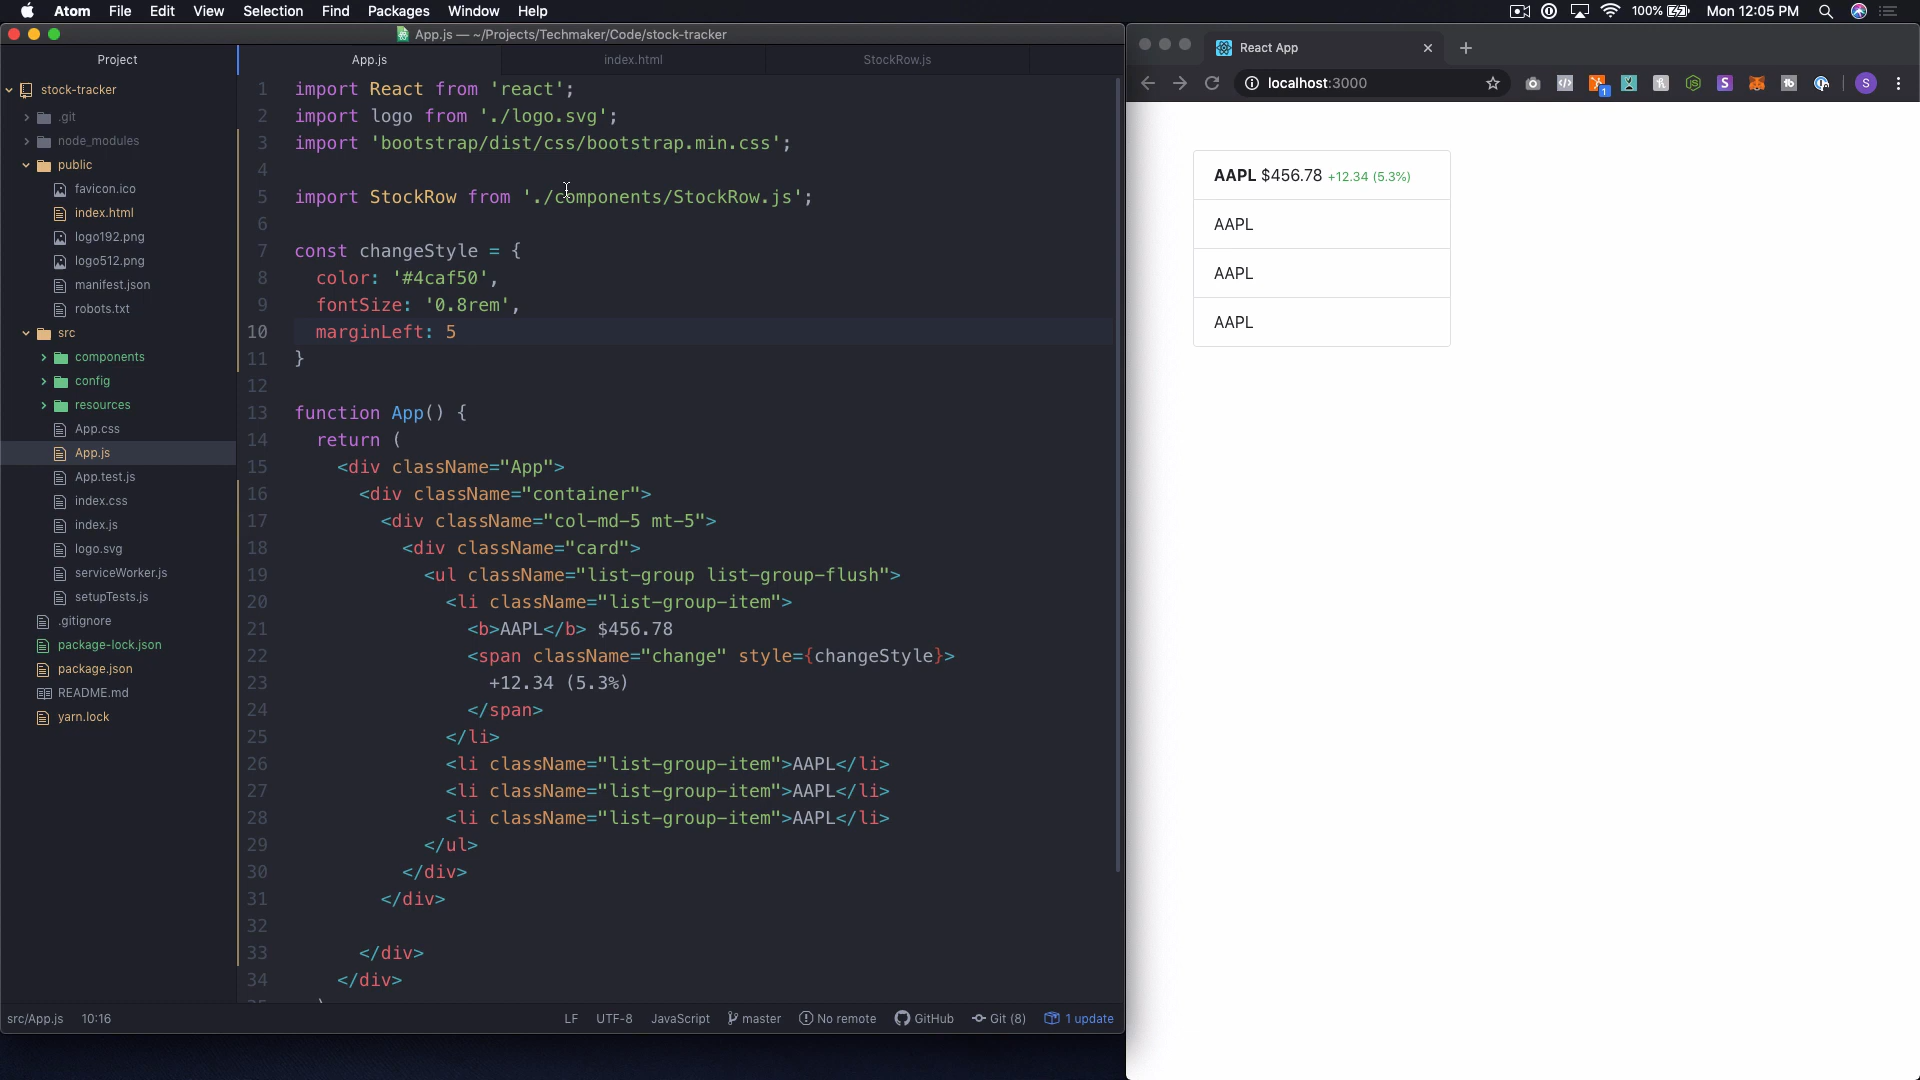 Atom File Edit View Selection Find Packages Window Help
100% Mon 12:05 PM
App.js — ~/Projects/Techmaker/Code/stock-tracker
Project
stock-tracker
.git
node_modules
public
favicon.ico
index.html
logo192.png
logo512.png
manifest.json
robots.txt
src
components
config
resources
App.css
App.js
App.test.js
index.css
index.js
logo.svg
serviceWorker.js
setupTests.js
.gitignore
package-lock.json
package.json
README.md
yarn.lock
App.js index.html StockRow.js
1 import React from 'react';
2 import logo from './logo.svg';
3 import 'bootstrap/dist/css/bootstrap.min.css';
4
5 import StockRow from './components/StockRow.js';
6
7 const changeStyle = {
8 color: '#4caf50',
9 fontSize: '0.8rem',
10 marginLeft: 5
11 }
12
13 function App() {
14 return (
15 <div className="App">
16 <div className="container">
17 <div className="col-md-5 mt-5">
18 <div className="card">
19 <ul className="list-group list-group-flush">
20 <li className="list-group-item">
21 <b>AAPL</b> $456.78
22 <span className="change" style={changeStyle}>
23 +12.34 (5.3%)
24 </span>
25 </li>
26 <li className="list-group-item">AAPL</li>
27 <li className="list-group-item">AAPL</li>
28 <li className="list-group-item">AAPL</li>
29 </ul>
30 </div>
31 </div>
32
33 </div>
34 </div>
src/App.js 10:16
LF UTF-8 JavaScript master No remote GitHub Git (8) 1 update
React App
localhost:3000
1 S tb S
AAPL $456.78 +12.34 (5.3%)
AAPL
AAPL
AAPL